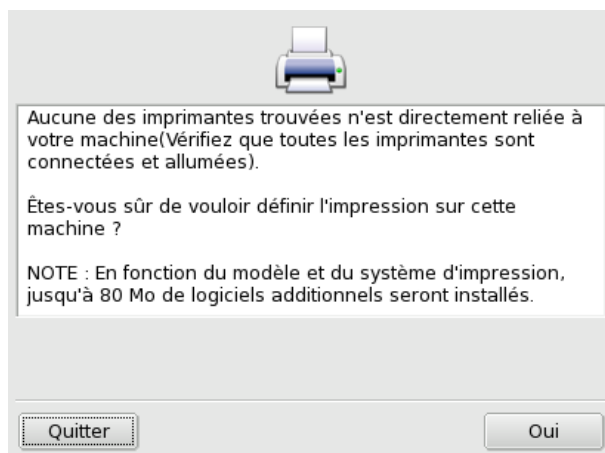 Aucune des imprimantes trouvées n'est directement reliée à
votre machine(Vérifiez que toutes les imprimantes sont
connectées et allumées).
Êtes-vous sûr de vouloir définir l'impression sur cette
machine ?
NOTE : En fonction du modèle et du système d'impression,
jusqu'à 80 Mo de logiciels additionnels seront installés.
Quitter
Oui